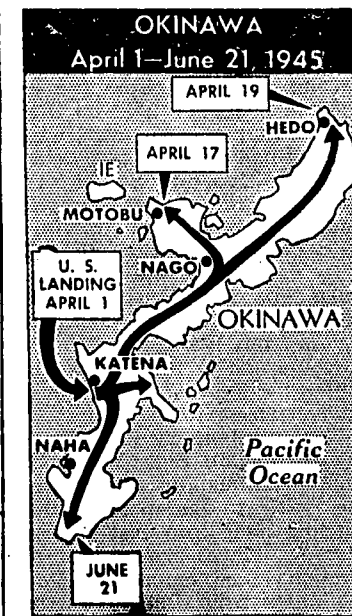 OKINAWA
April 1—June 21, 1945
APRIL 19
HEDO
APRIL 17
IE
MOTOBU
NAGO
U. S.
LANDING
APRIL 1
OKINAWA
KATENA
NAHA
Pacific
Ocean
JUNE
21